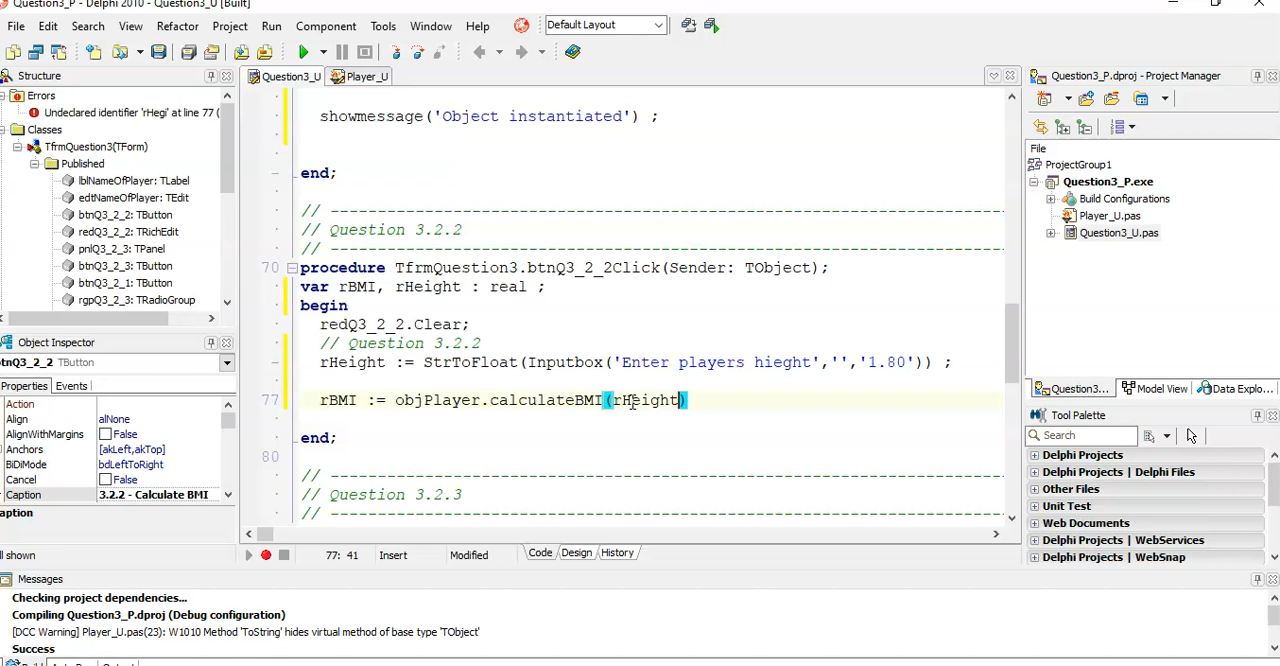 Question3_P - Delphi 2010 - Question3_U [Built]
File Edit Search View Refactor Project Run Component Tools Window Help Default Layout
Structure
Errors
Undeclared identifier 'rHegi' at line 77 (
Classes
TfrmQuestion3(TForm)
Published
lblNameOfPlayer: TLabel
edtNameOfPlayer: TEdit
btnQ3_2_2: TButton
redQ3_2_2: TRichEdit
pnlQ3_2_3: TPanel
btnQ3_2_3: TButton
btnQ3_2_1: TButton
rgpQ3_2_3: TRadioGroup
Object Inspector
btnQ3_2_2 TButton
Properties Events
Action
Align alNone
AlignWithMargins False
Anchors [akLeft,akTop]
BiDiMode bdLeftToRight
Cancel False
Caption 3.2.2 - Calculate BMI
aption
ll shown
Question3_U Player_U
showmessage('Object instantiated') ;
end;
// ------------------------------------------------------------------------
// Question 3.2.2
// ------------------------------------------------------------------------
70 procedure TfrmQuestion3.btnQ3_2_2Click(Sender: TObject);
var rBMI, rHeight : real ;
begin
redQ3_2_2.Clear;
// Question 3.2.2
rHeight := StrToFloat(Inputbox('Enter players hieght','','1.80')) ;
77 rBMI := objPlayer.calculateBMI(rHeight)
end;
80
// ------------------------------------------------------------------------
// Question 3.2.3
// ------------------------------------------------------------------------
77: 41 Insert Modified Code Design History
Question3_P.dproj - Project Manager
File
ProjectGroup1
Question3_P.exe
Build Configurations
Player_U.pas
Question3_U.pas
Question3... Model View Data Explo...
Tool Palette
Search
Delphi Projects
Delphi Projects | Delphi Files
Other Files
Unit Test
Web Documents
Delphi Projects | WebServices
Delphi Projects | WebSnap
Messages
Checking project dependencies...
Compiling Question3_P.dproj (Debug configuration)
[DCC Warning] Player_U.pas(23): W1010 Method 'ToString' hides virtual method of base type 'TObject'
Success